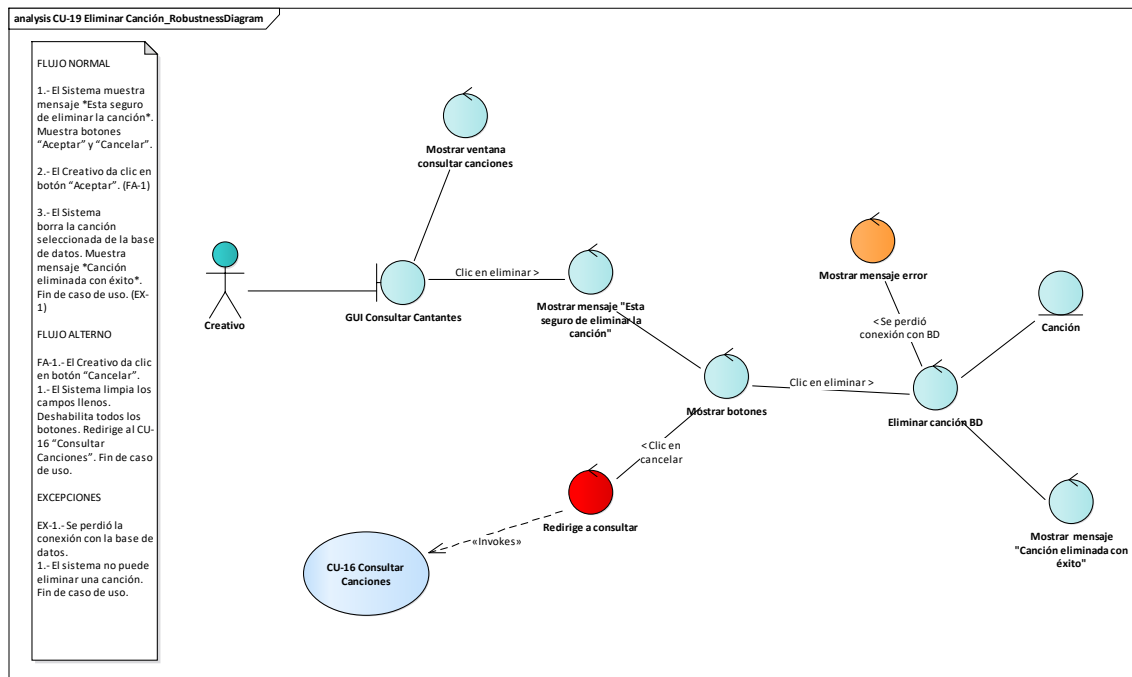 analysis CU-19 Eliminar Canción_RobustnessDiagram
FLUJO NORMAL
1.- El Sistema muestra
mensaje *Esta seguro
de eliminar la canción*.
Muestra botones
“Aceptar” y “Cancelar”.
2.- El Creativo da clic en
botón “Aceptar”. (FA-1)
3.- El Sistema
borra la canción
seleccionada de la base
de datos. Muestra
mensaje *Canción
eliminada con éxito*.
Fin de caso de uso. (EX-
1)
FLUJO ALTERNO
FA-1.- El Creativo da clic
en botón “Cancelar”.
1.- El Sistema limpia los
campos llenos.
Deshabilita todos los
botones. Redirige al CU-
16 “Consultar
Canciones”. Fin de caso
de uso.
EXCEPCIONES
EX-1.- Se perdió la
conexión con la base de
datos.
1.- El sistema no puede
eliminar una canción.
Fin de caso de uso.
Mostrar ventana
consultar canciones
Creativo
GUI Consultar Cantantes
Clic en eliminar >
Mostrar mensaje "Esta
seguro de eliminar la
canción"
Mostrar mensaje error
< Se perdió
conexión con BD
Canción
Mostrar botones
Clic en eliminar >
Eliminar canción BD
< Clic en
cancelar
Redirige a consultar
«Invokes»
CU-16 Consultar
Canciones
Mostrar mensaje
"Canción eliminada con
éxito"